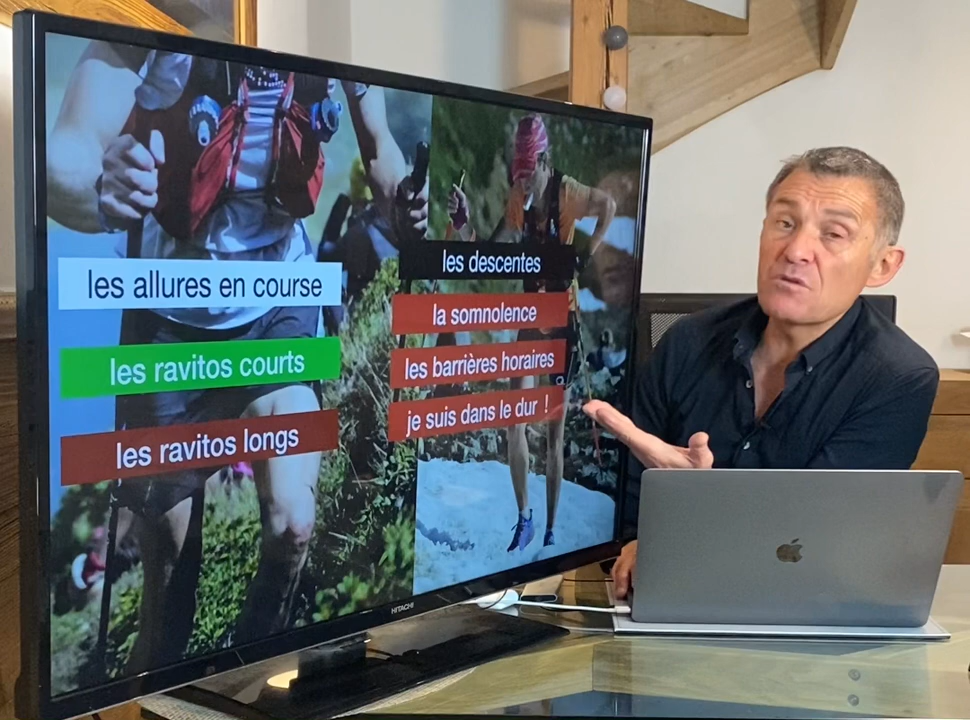 les allures en course
les ravitos courts
les ravitos longs
les descentes
la somnolence
les barrières horaires
je suis dans le dur !
HITACHI